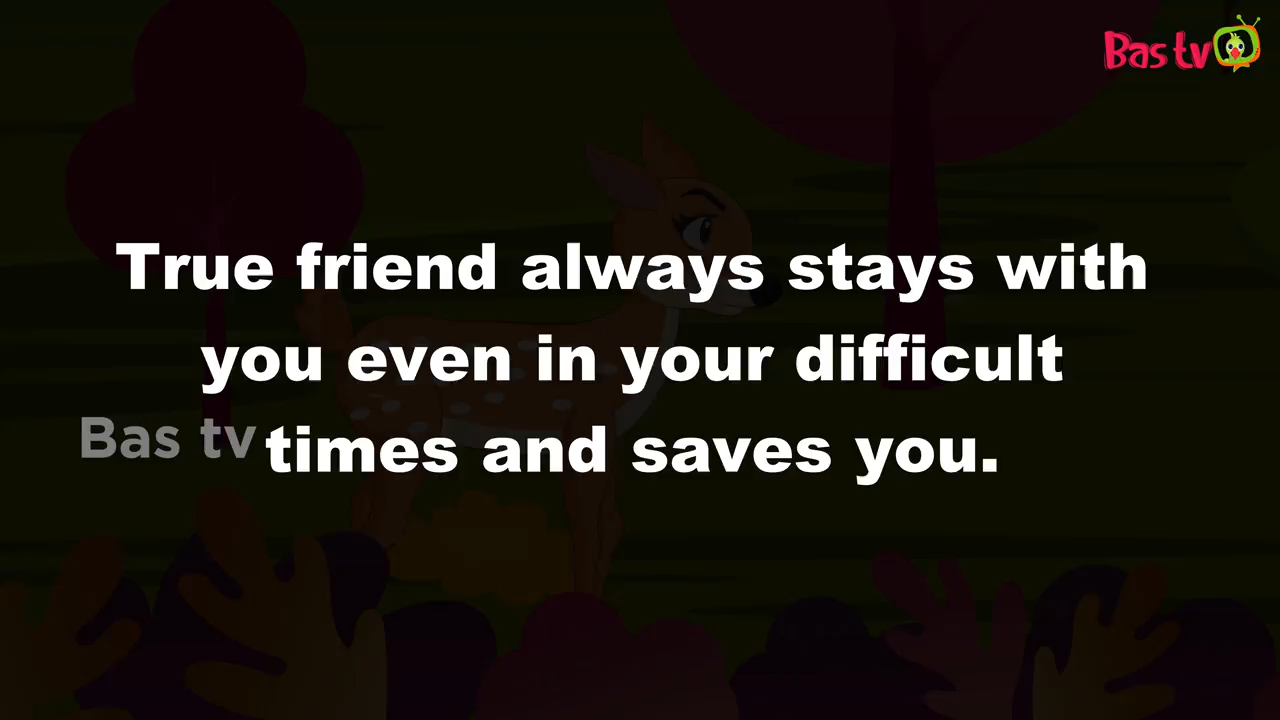 Bas tv
True friend always stays with
you even in your difficult
Bas tv
times and saves you.